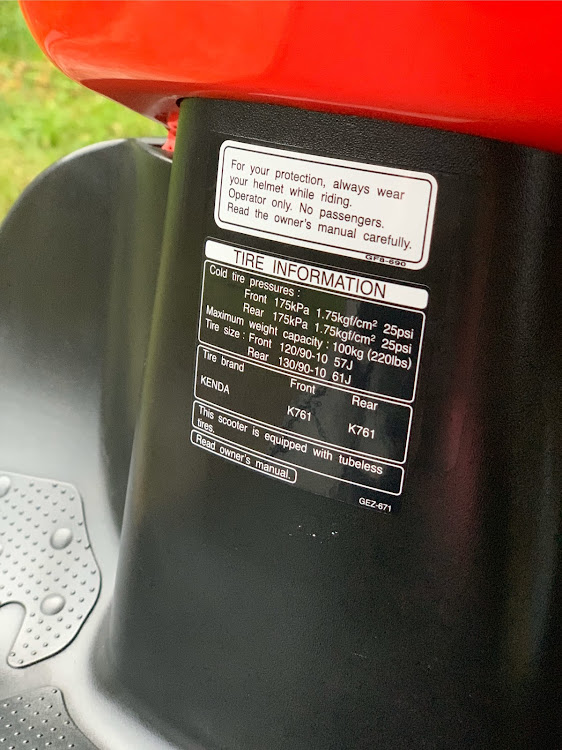 For your protection, always wear
your helmet while riding.
Operator only. No passengers.
Read the owner's manual carefully.
GF8-690
TIRE INFORMATION
Cold tire pressures :
Front 175kPa 1.75kgf/cm² 25psi
Rear 175kPa 1.75kgf/cm² 25psi
Maximum weight capacity : 100kg (220lbs)
Tire size : Front 120/90-10 57J
Rear 130/90-10 61J
Tire brand Front Rear
KENDA K761 K761
This scooter is equipped with tubeless
tires.
Read owner's manual.
GEZ-671